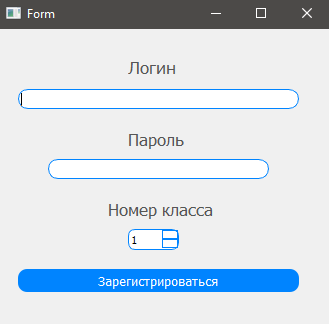 Form
Логин
Пароль
Номер класса
1
Зарегистрироваться